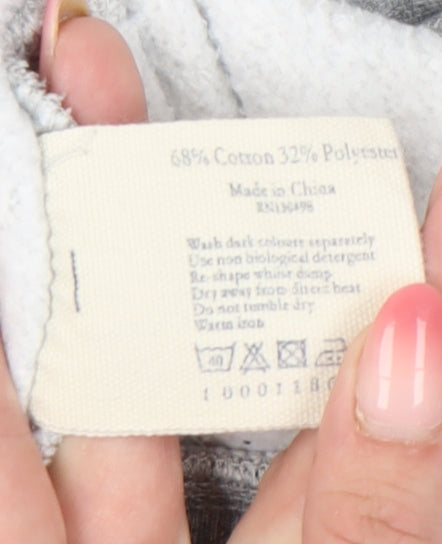 68% Cotton 32% Polyester
Made in China
RN130498
Wash dark colours separately
Use non biological detergent
Re-shape whilst damp
Dry away from direct heat
Do not tumble dry
Warm iron
40
1000118